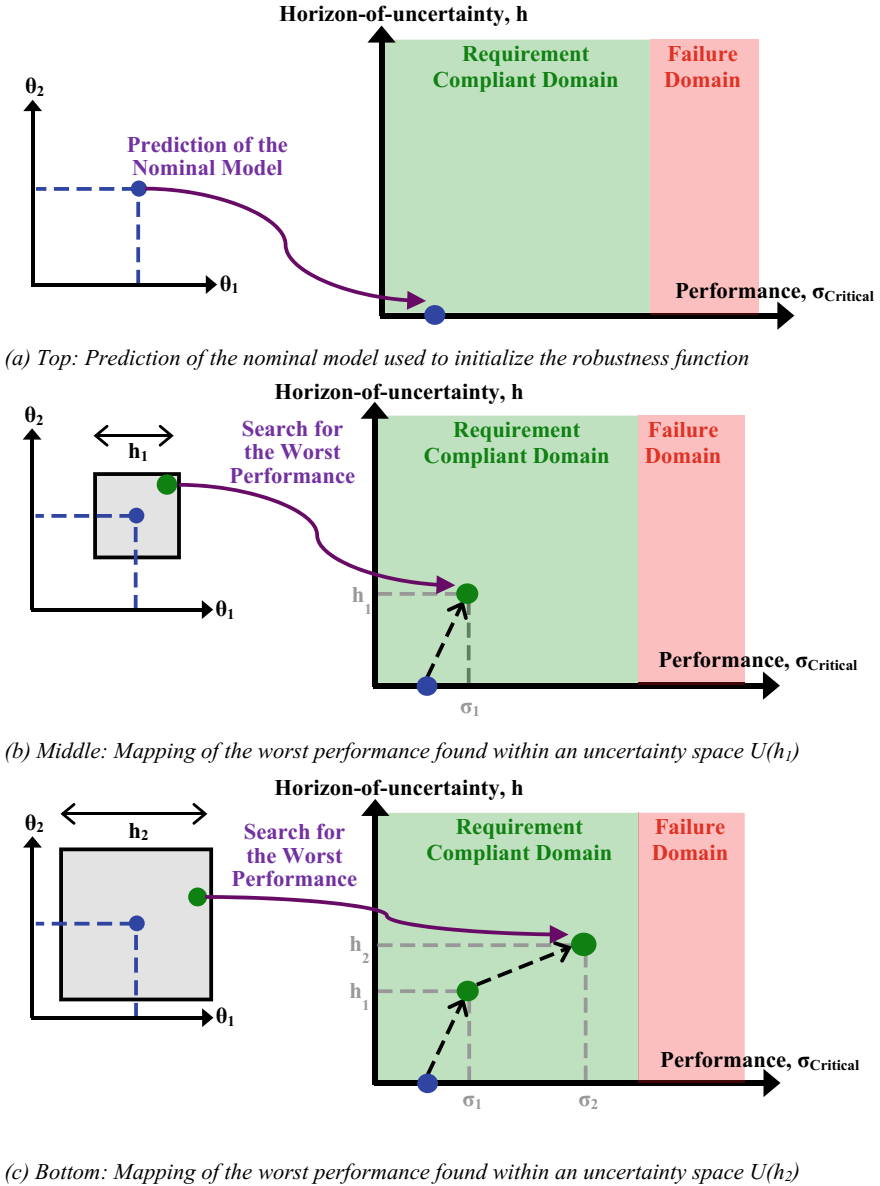 Horizon-of-uncertainty, h
Requirement
Compliant Domain
Failure
Domain
θ₂
Prediction of the
Nominal Model
θ₁
Performance, σCritical
(a) Top: Prediction of the nominal model used to initialize the robustness function
Horizon-of-uncertainty, h
θ₂
h₁
Search for
the Worst
Performance
Requirement
Compliant Domain
Failure
Domain
h₁
θ₁
Performance, σCritical
σ₁
(b) Middle: Mapping of the worst performance found within an uncertainty space U(h₁)
Horizon-of-uncertainty, h
θ₂
h₂
Search for
the Worst
Performance
Requirement
Compliant Domain
Failure
Domain
h₂
h₁
θ₁
Performance, σCritical
σ₁
σ₂
(c) Bottom: Mapping of the worst performance found within an uncertainty space U(h₂)